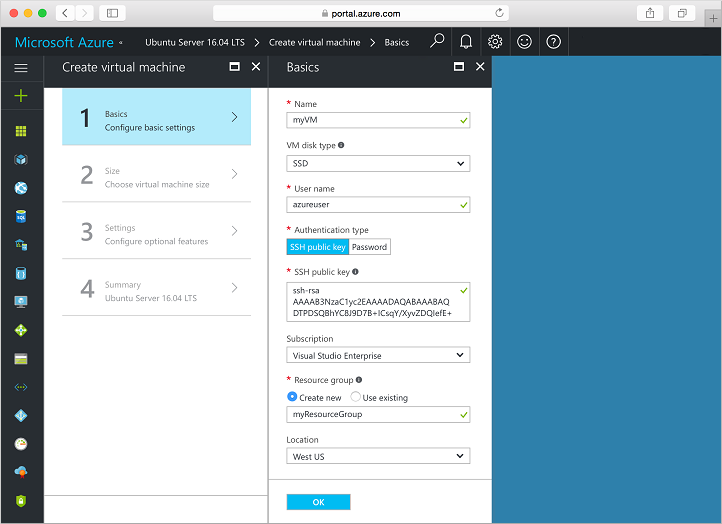 portal.azure.com
Microsoft Azure «
Ubuntu Server 16.04 LTS > Create virtual machine > Basics
Create virtual machine
1
Basics
Configure basic settings
2
Size
Choose virtual machine size
3
Settings
Configure optional features
4
Summary
Ubuntu Server 16.04 LTS
Basics
* Name
myVM
VM disk type
SSD
* User name
azureuser
* Authentication type
SSH public key Password
* SSH public key
ssh-rsa
AAAAB3NzaC1yc2EAAAADAQABAAABAQ
DTPDSQBhYC8J9D7B+ICsqY/XyvZDQIefE+
Subscription
Visual Studio Enterprise
* Resource group
Create new Use existing
myResourceGroup
Location
West US
OK